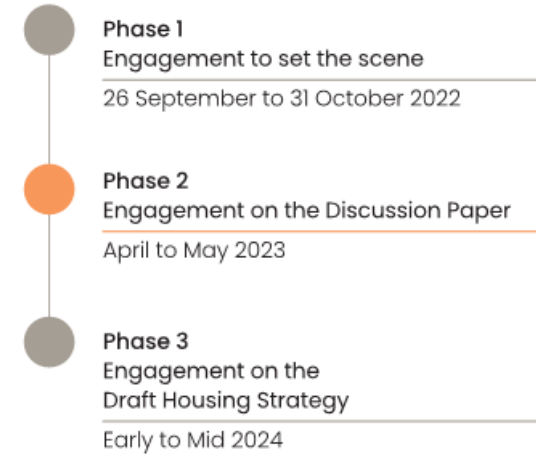 Phase 1
Engagement to set the scene
26 September to 31 October 2022
Phase 2
Engagement on the Discussion Paper
April to May 2023
Phase 3
Engagement on the
Draft Housing Strategy
Early to Mid 2024